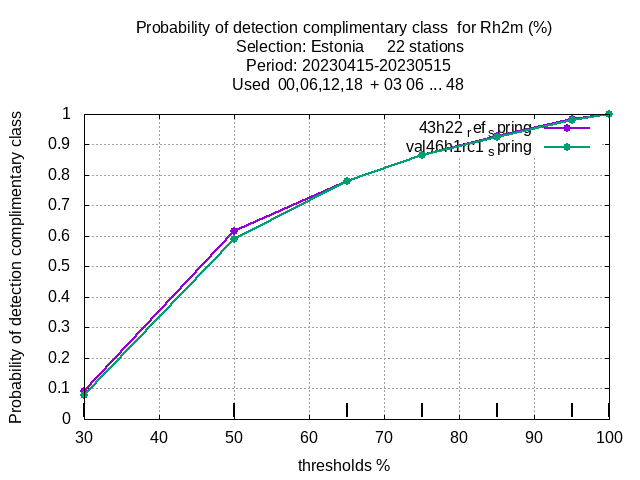 Probability of detection complimentary class  for Rh2m (%)
Selection: Estonia     22 stations
Period: 20230415-20230515
Used  00,06,12,18  + 03 06 ... 48
Probability of detection complimentary class
1
0.9
0.8
0.7
0.6
0.5
0.4
0.3
0.2
0.1
0
43h22 ref spring
val46h1rc1 spring
30 40 50 60 70 80 90 100
thresholds %